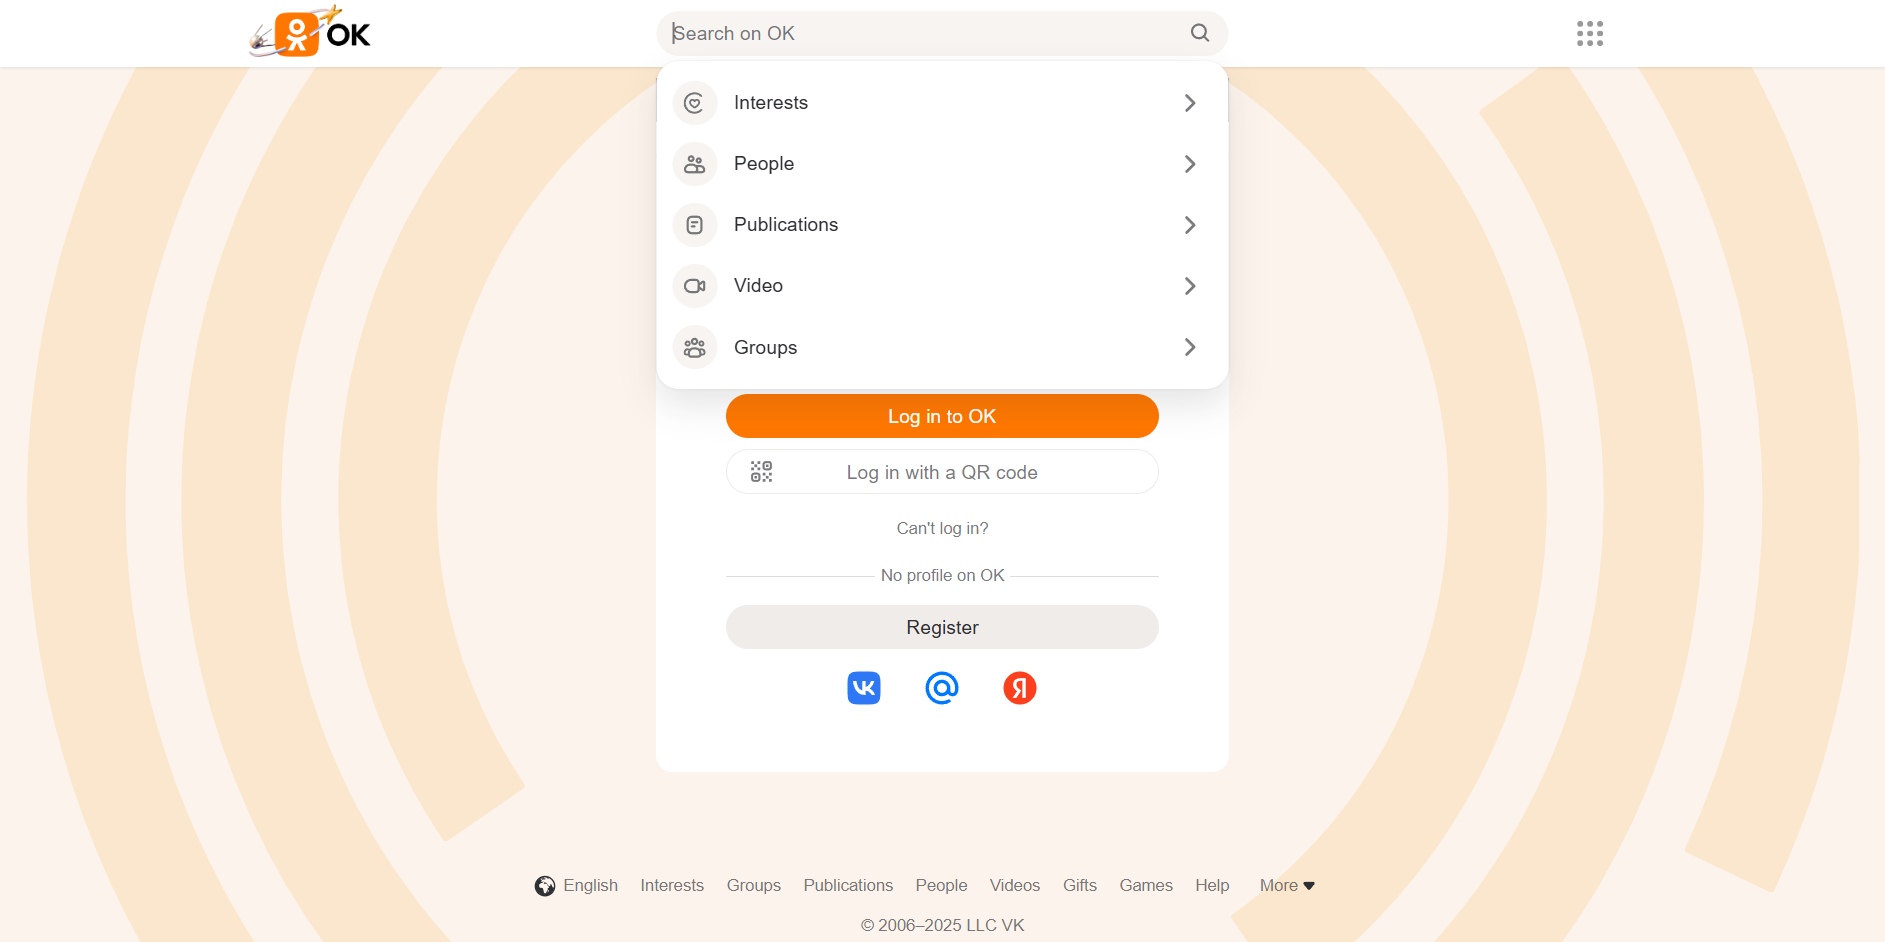 OK
Search on OK
Interests
People
Publications
Video
Groups
Log in to OK
Log in with a QR code
Can't log in?
No profile on OK
Register
English Interests Groups Publications People Videos Gifts Games Help More
© 2006–2025 LLC VK